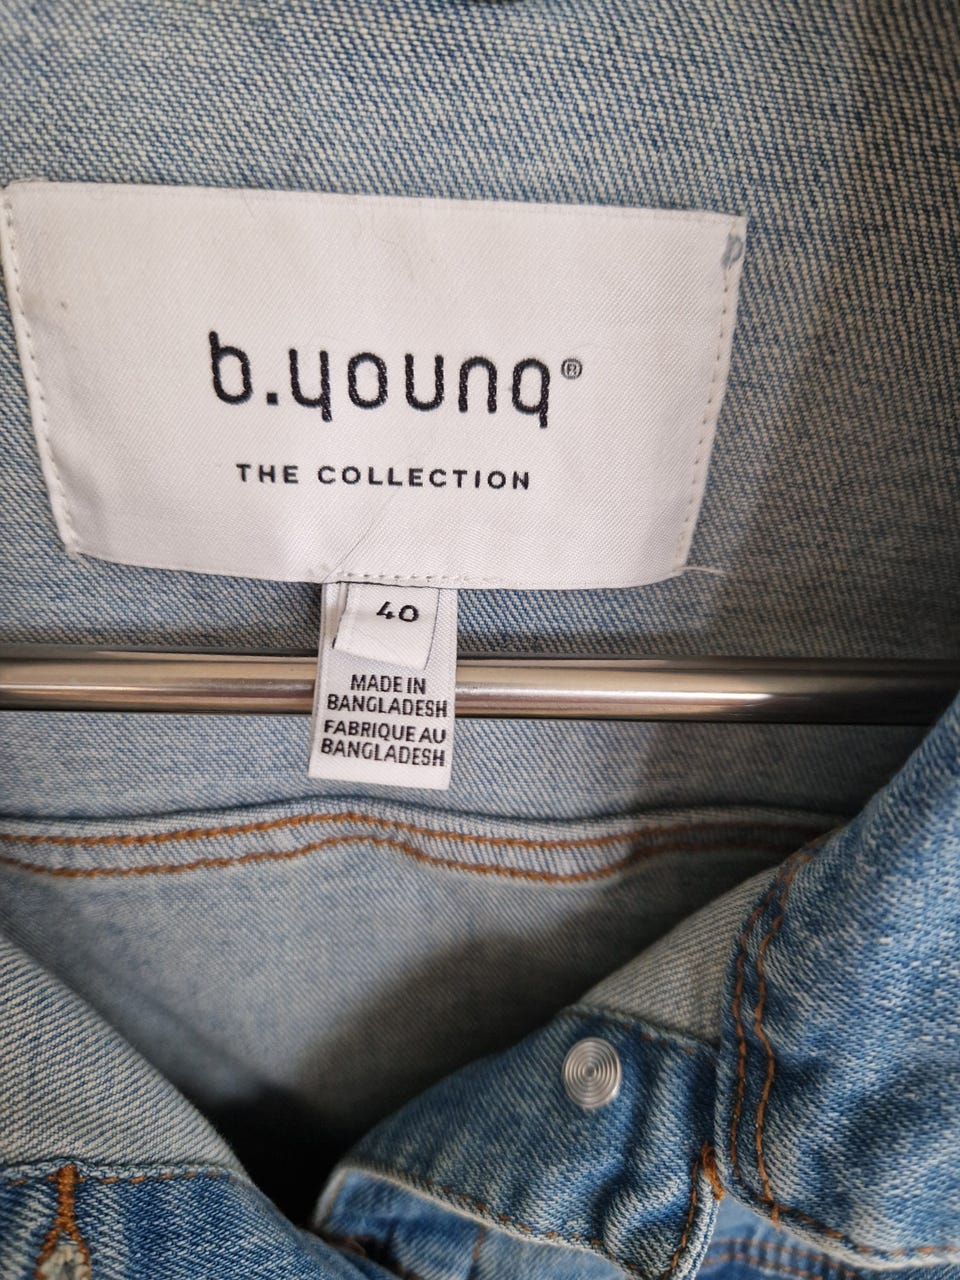 b.young®
THE COLLECTION
40
MADE IN
BANGLADESH
FABRIQUE AU
BANGLADESH